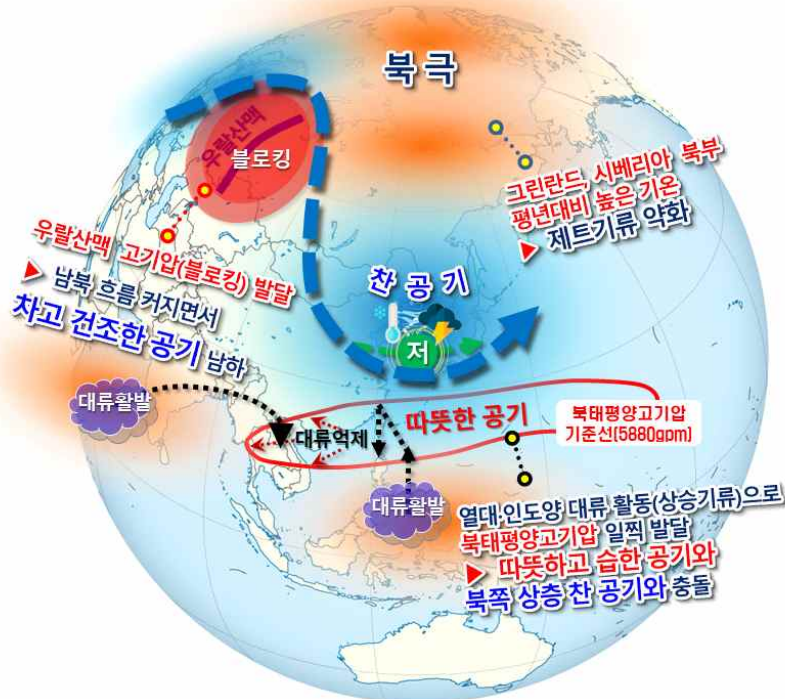 북극
우랄산맥
블로킹
그린란드, 시베리아 북부
평년대비 높은 기온
▶ 제트기류 약화
우랄산맥 고기압(블로킹) 발달
▶ 남북 흐름 커지면서
차고 건조한 공기 남하
찬 공기
저
대류활발
따뜻한 공기
대류억제
북태평양고기압
기준선(5880gpm)
대류활발
열대·인도양 대류 활동(상승기류)으로
북태평양고기압 일찍 발달
▶ 따뜻하고 습한 공기와
북쪽 상층 찬 공기와 충돌